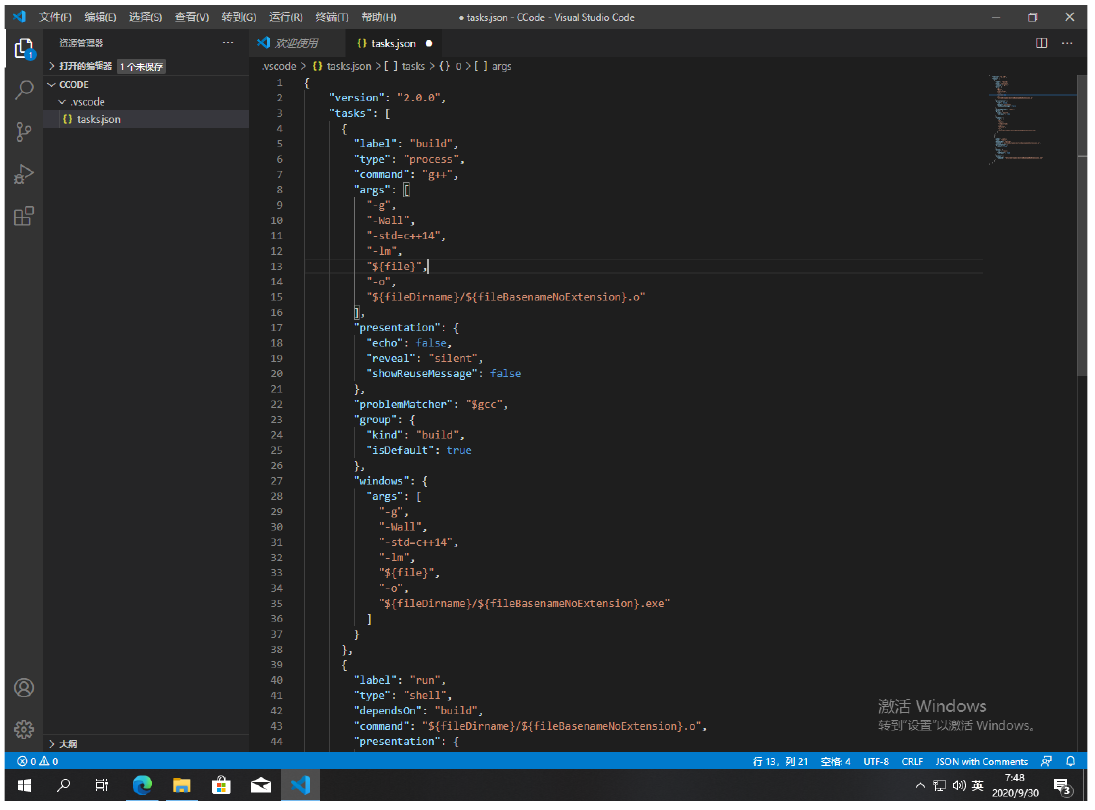 文件(F) 编辑(E) 选择(S) 查看(V) 转到(G) 运行(R) 终端(T) 帮助(H) ● tasks.json - CCode - Visual Studio Code
资源管理器 ···
欢迎使用
{} tasks.json ●
打开的编辑器 1 个未保存
CCODE
.vscode
{} tasks.json
大纲
.vscode > {} tasks.json > [ ] tasks > {} 0 > [ ] args
1 {
2 "version": "2.0.0",
3 "tasks": [
4 {
5 "label": "build",
6 "type": "process",
7 "command": "g++",
8 "args": [
9 "-g",
10 "-Wall",
11 "-std=c++14",
12 "-lm",
13 "${file}",
14 "-o",
15 "${fileDirname}/${fileBasenameNoExtension}.o"
16 ],
17 "presentation": {
18 "echo": false,
19 "reveal": "silent",
20 "showReuseMessage": false
21 },
22 "problemMatcher": "$gcc",
23 "group": {
24 "kind": "build",
25 "isDefault": true
26 },
27 "windows": {
28 "args": [
29 "-g",
30 "-Wall",
31 "-std=c++14",
32 "-lm",
33 "${file}",
34 "-o",
35 "${fileDirname}/${fileBasenameNoExtension}.exe"
36 ]
37 }
38 },
39 {
40 "label": "run",
41 "type": "shell",
42 "dependsOn": "build",
43 "command": "${fileDirname}/${fileBasenameNoExtension}.o",
44 "presentation": {
激活 Windows
转到"设置"以激活 Windows。
0 0 行 13，列 21 空格: 4 UTF-8 CRLF JSON with Comments
英 7:48
2020/9/30
3
1